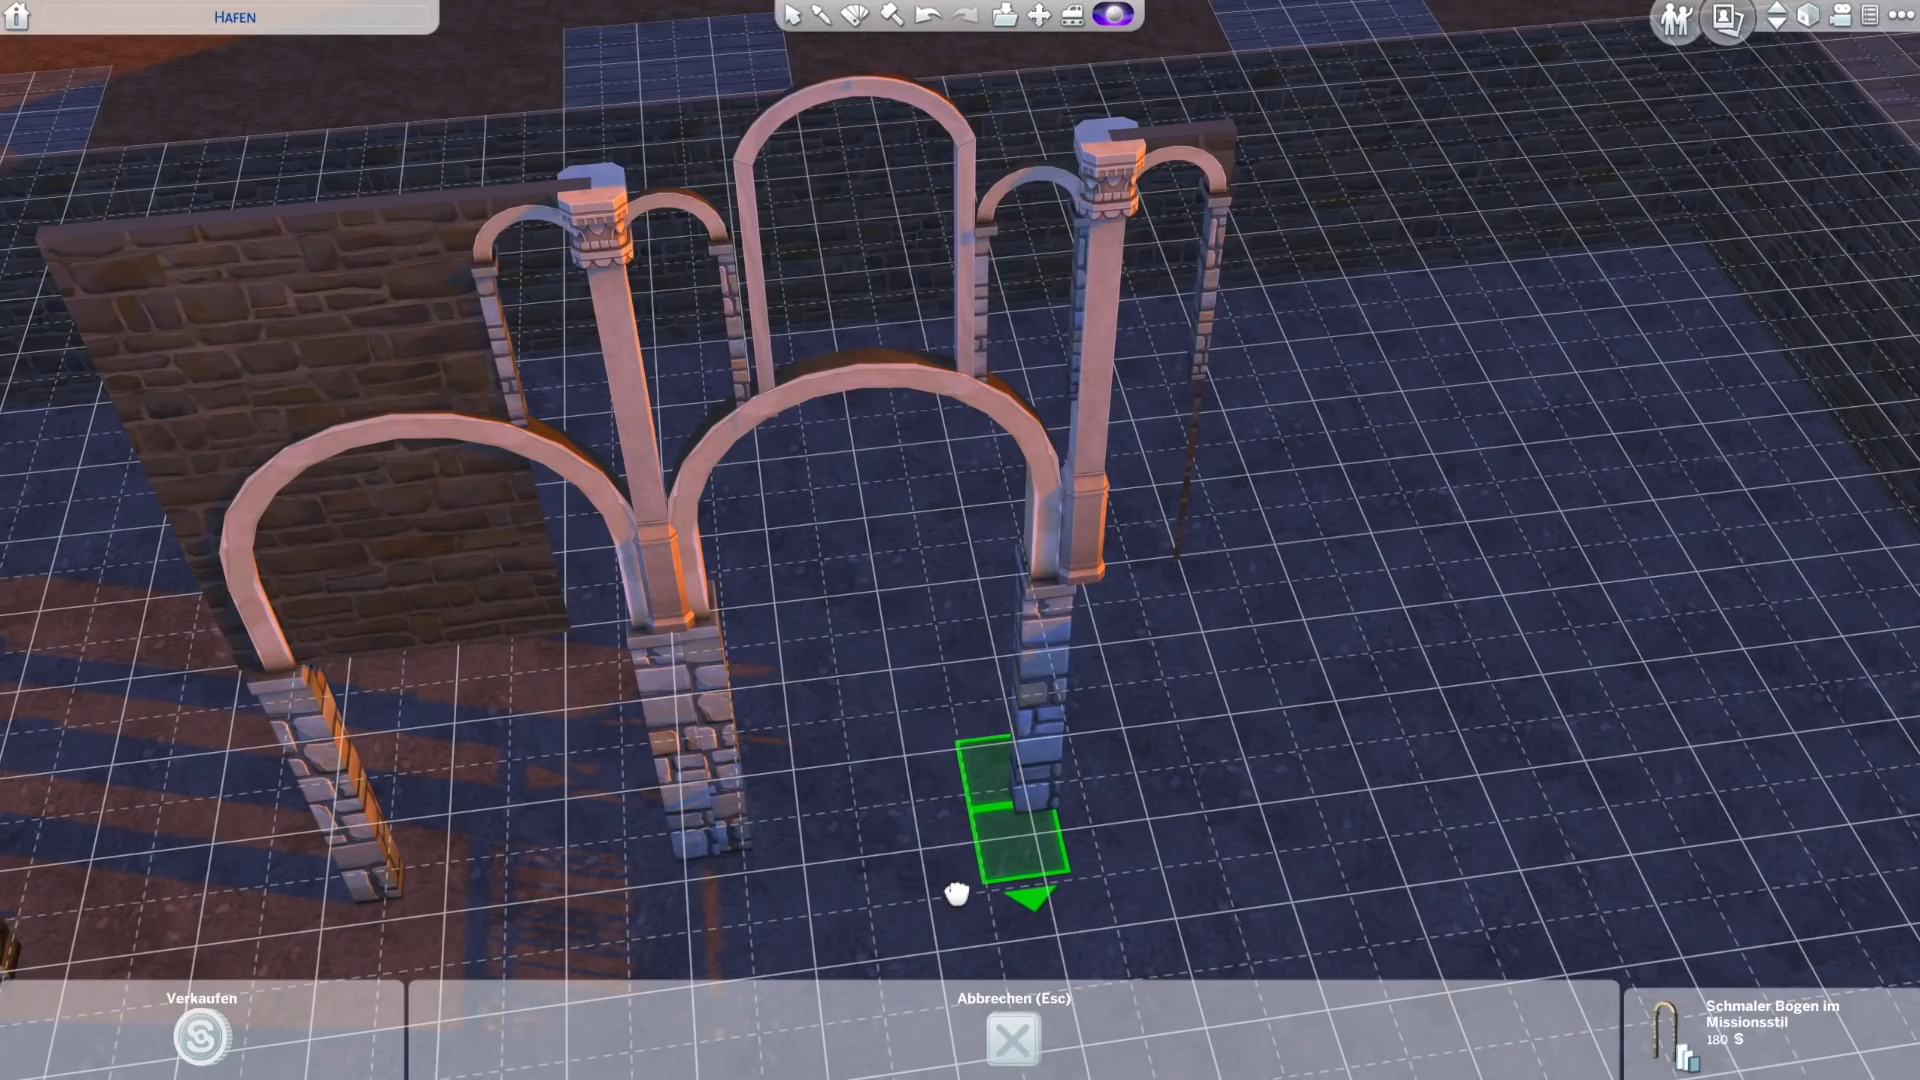 HAFEN
Verkaufen
Abbrechen (Esc)
Schmaler Bogen im
Missionsstil
180 §